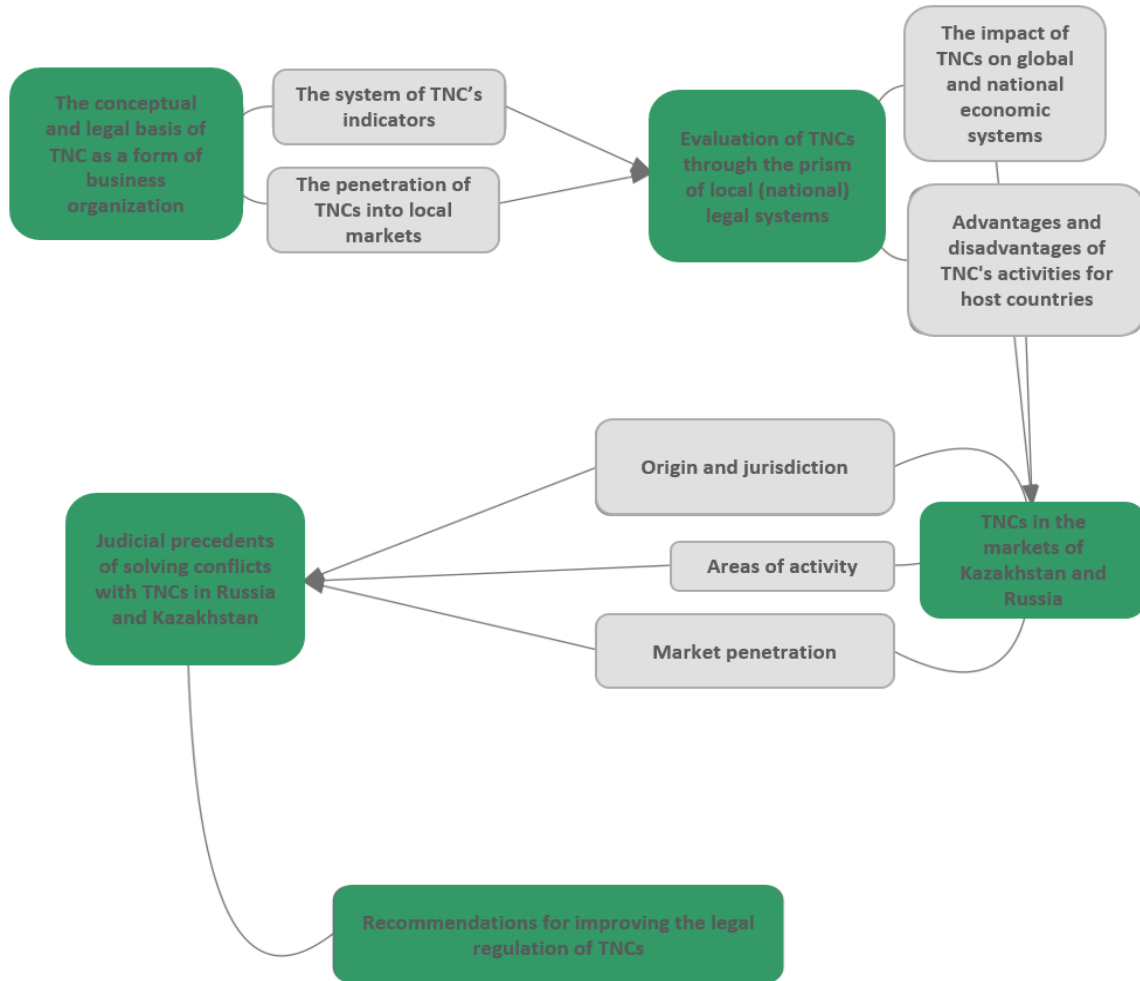 The conceptual
and legal basis of
TNC as a form of
business
organization
The system of TNC’s
indicators
The penetration of
TNCs into local
markets
Evaluation of TNCs
through the prism
of local (national)
legal systems
The impact of
TNCs on global
and national
economic
systems
Advantages and
disadvantages of
TNC's activities for
host countries
TNCs in the
markets of
Kazakhstan and
Russia
Origin and jurisdiction
Areas of activity
Market penetration
Judicial precedents
of solving conflicts
with TNCs in Russia
and Kazakhstan
Recommendations for improving the legal
regulation of TNCs